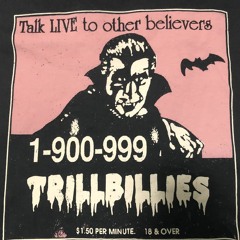 Talk LIVE to other believers
1-900-999
TRILLBILLIES
$1.50 PER MINUTE. 18 & OVER